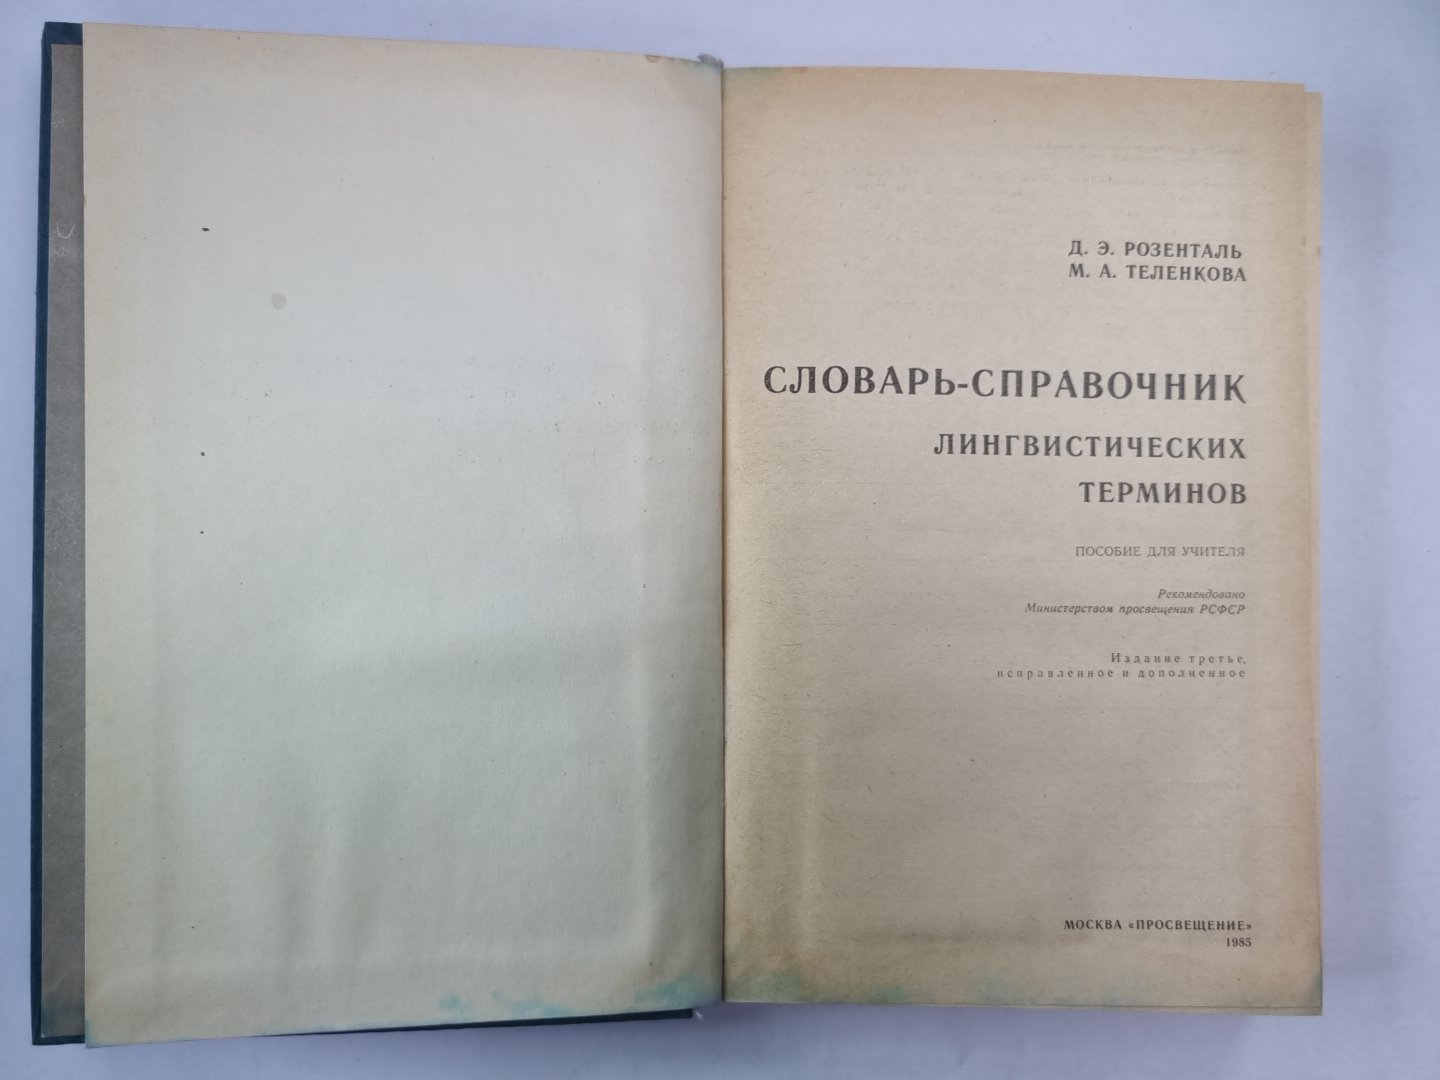 Д. Э. РОЗЕНТАЛЬ
М. А. ТЕЛЕНКОВА
СЛОВАРЬ-СПРАВОЧНИК
ЛИНГВИСТИЧЕСКИХ
ТЕРМИНОВ
ПОСОБИЕ ДЛЯ УЧИТЕЛЯ
Рекомендовано
Министерством просвещения РСФСР
Издание третье,
исправленное и дополненное
МОСКВА «ПРОСВЕЩЕНИЕ»
1985